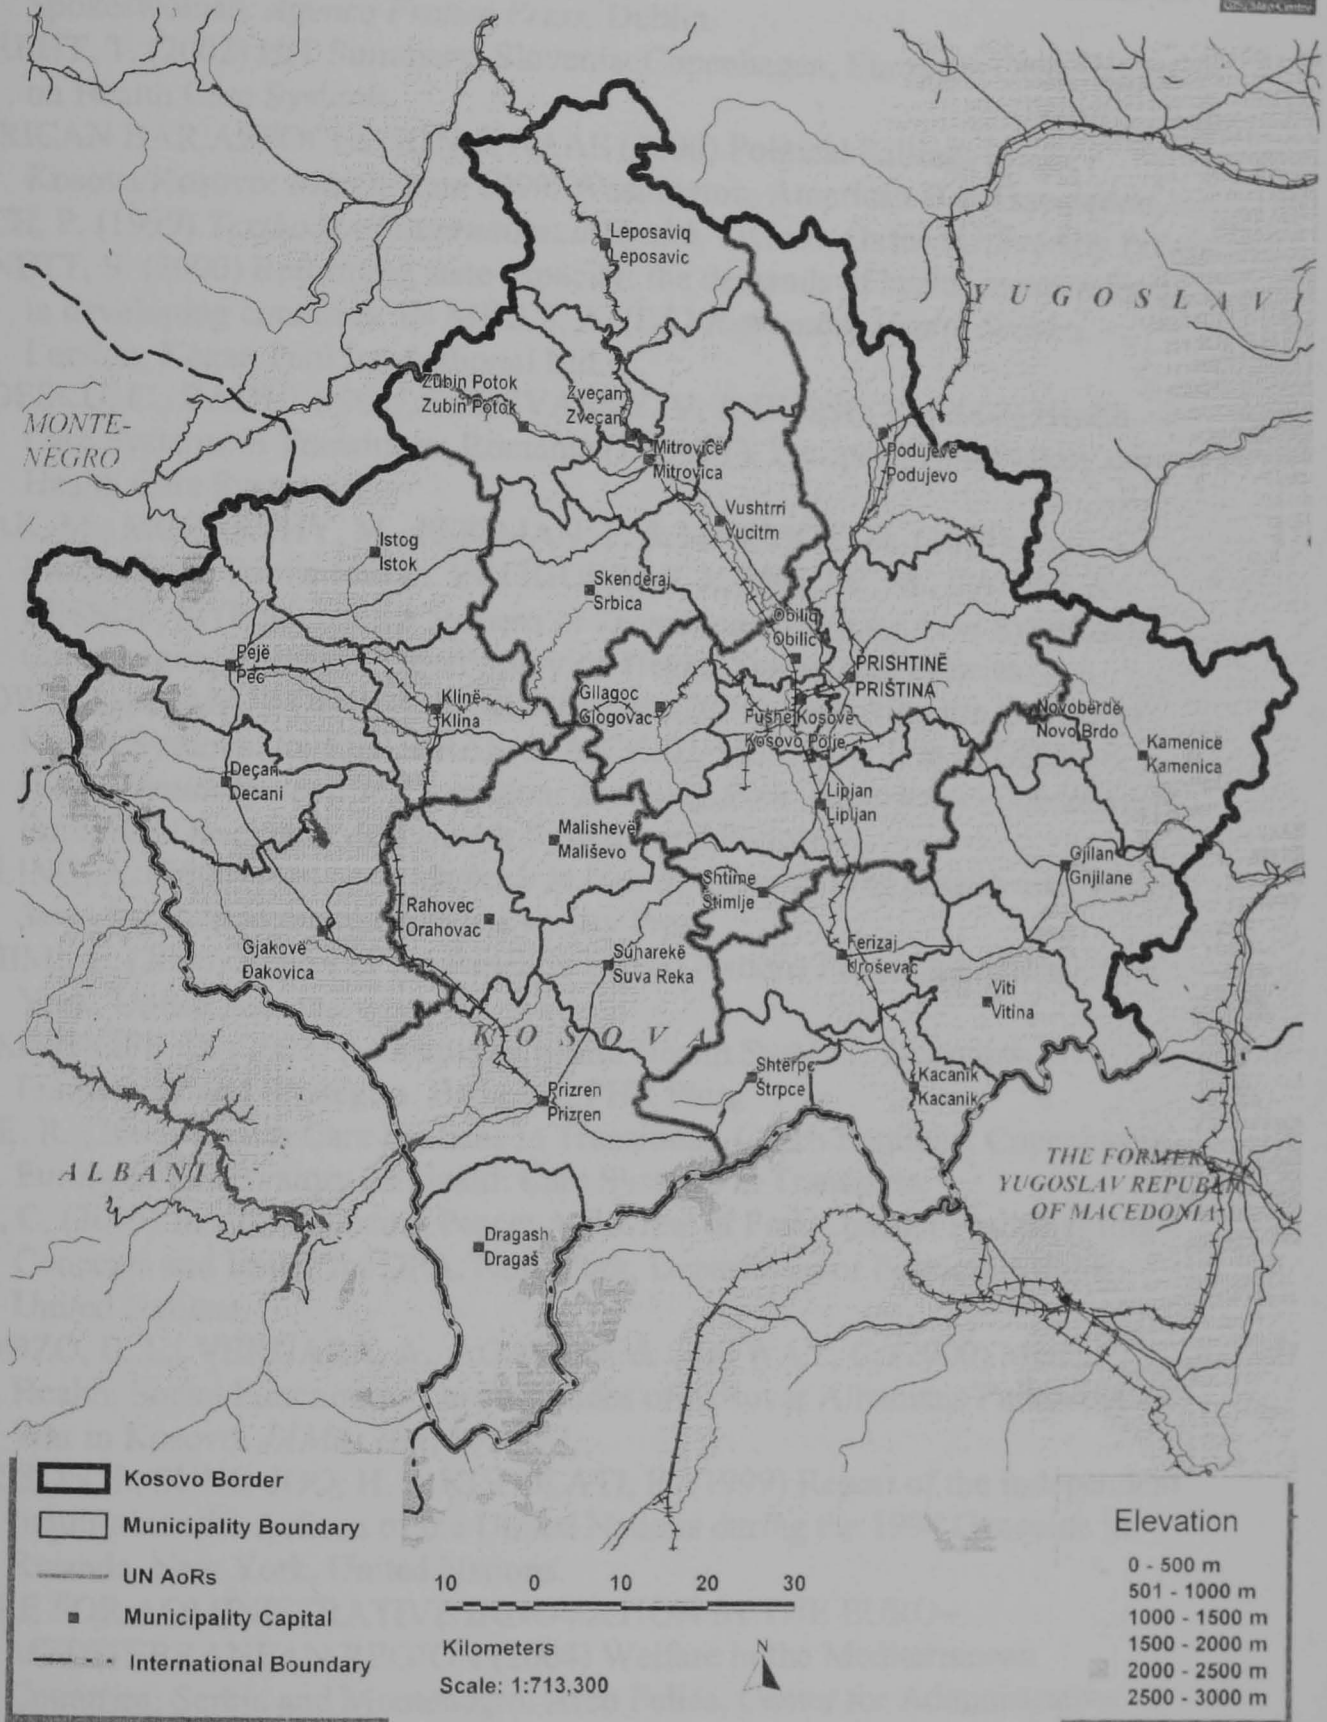 Leposaviq
Leposavic
YUGOSLAVI
Zubin Potok
Zubin Potok
Zveçan
Zveçan
MONTE-
NEGRO
Mitrovicë
Mitrovica
Podujevë
Podujevo
Vushtrri
Vucitrn
Istog
Istok
Skenderaj
Srbica
Obiliq
Obilic
Pejë
Pec
PRISHTINË
PRIŠTINA
Klinë
Klina
Gllagoc
Glogovac
Fushë Kosovë
Kosovo Polje
Novobërdë
Novo Brdo
Kamenicë
Kamenica
Deçan
Decani
Lipjan
Lipljan
Malishevë
Mališevo
Gjilan
Gnjilane
Shtime
Štimlje
Rahovec
Orahovac
Gjakovë
Đakovica
Suharekë
Suva Reka
Ferizaj
Uroševac
Viti
Vitina
KOSOVA
Shtërpc
Štrpce
Kacanik
Kacanik
Prizren
Prizren
ALBANIA
THE FORMER
YUGOSLAV REPUBLI
OF MACEDONIA
Dragash
Dragaš
Kosovo Border
Municipality Boundary
UN AoRs
Municipality Capital
International Boundary
10 0 10 20 30
Kilometers
Scale: 1:713,300
N
Elevation
0 - 500 m
501 - 1000 m
1000 - 1500 m
1500 - 2000 m
2000 - 2500 m
2500 - 3000 m